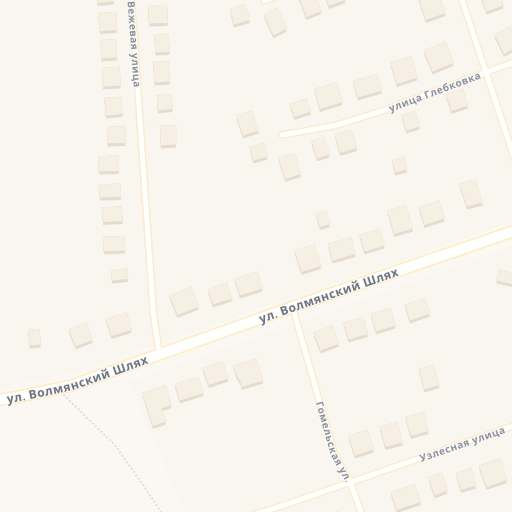 Вежевая улица
улица Глебковка
ул. Волмянский Шлях
ул. Волмянский Шлях
Гомельская ул.
Узлесная улица